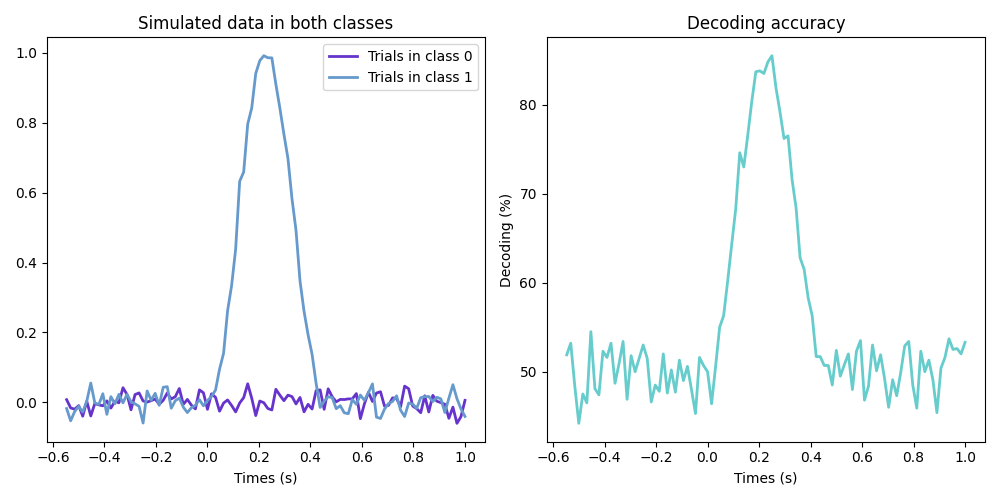 Simulated data in both classes
Trials in class 0
Trials in class 1
1.0
0.8
0.6
0.4
0.2
0.0
−0.6 −0.4 −0.2 0.0 0.2 0.4 0.6 0.8 1.0
Times (s)
Decoding accuracy
Decoding (%)
80
70
60
50
−0.6 −0.4 −0.2 0.0 0.2 0.4 0.6 0.8 1.0
Times (s)